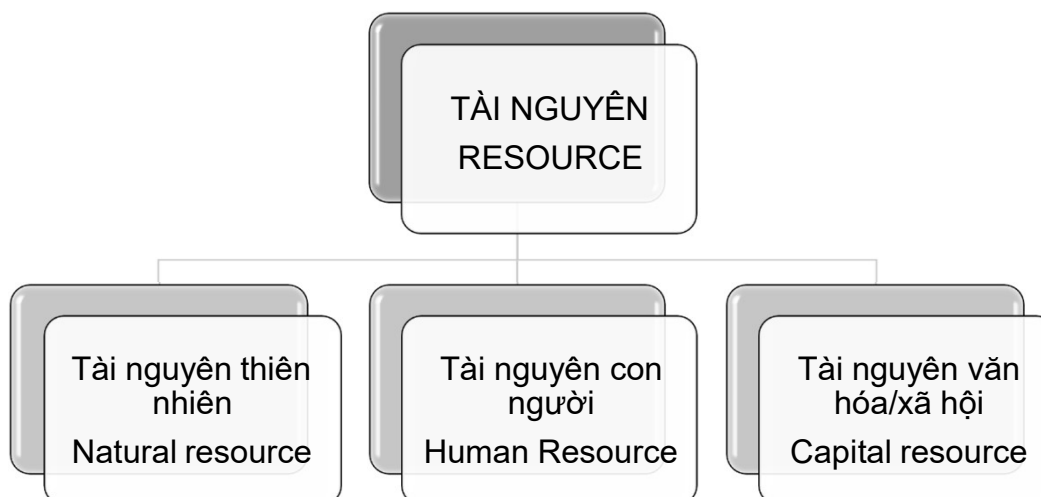 TÀI NGUYÊN
RESOURCE
Tài nguyên thiên
nhiên
Natural resource
Tài nguyên con
người
Human Resource
Tài nguyên văn
hóa/xã hội
Capital resource